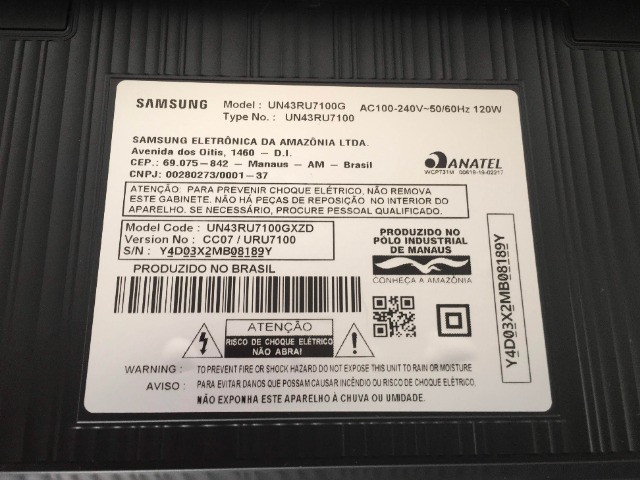 SAMSUNG Model : UN43RU7100G AC100-240V~50/60Hz 120W
Type No. : UN43RU7100
SAMSUNG ELETRÔNICA DA AMAZÔNIA LTDA.
Avenida dos Oitis, 1460 - D.I.
CEP.: 69.075-842 - Manaus - AM - Brasil
CNPJ: 00280273/0001-37
ANATEL
WCP731M 00618-19-02217
ATENÇÃO: PARA PREVENIR CHOQUE ELÉTRICO, NÃO REMOVA
ESTE GABINETE. NÃO HÁ PEÇAS DE REPOSIÇÃO NO INTERIOR DO
APARELHO. SE NECESSÁRIO, PROCURE PESSOAL QUALIFICADO
Model Code : UN43RU7100GXZD
Version No : CC07 / URU7100
S/N : Y4D03X2MB08189Y
PRODUZIDO NO BRASIL
PRODUZIDO NO
PÓLO INDUSTRIAL
DE MANAUS
CONHEÇA A AMAZÔNIA
Y4D03X2MB08189Y
ATENÇÃO
RISCO DE CHOQUE ELÉTRICO
NÃO ABRA!
WARNING : TO PREVENT FIRE OR SHOCK HAZARD DO NOT EXPOSE THIS UNIT TO RAIN OR MOISTURE
AVISO : PARA EVITAR DANOS QUE POSSAM CAUSAR INCÊNDIO OU RISCO DE CHOQUE ELÉTRICO,
NÃO EXPONHA ESTE APARELHO À CHUVA OU UMIDADE.